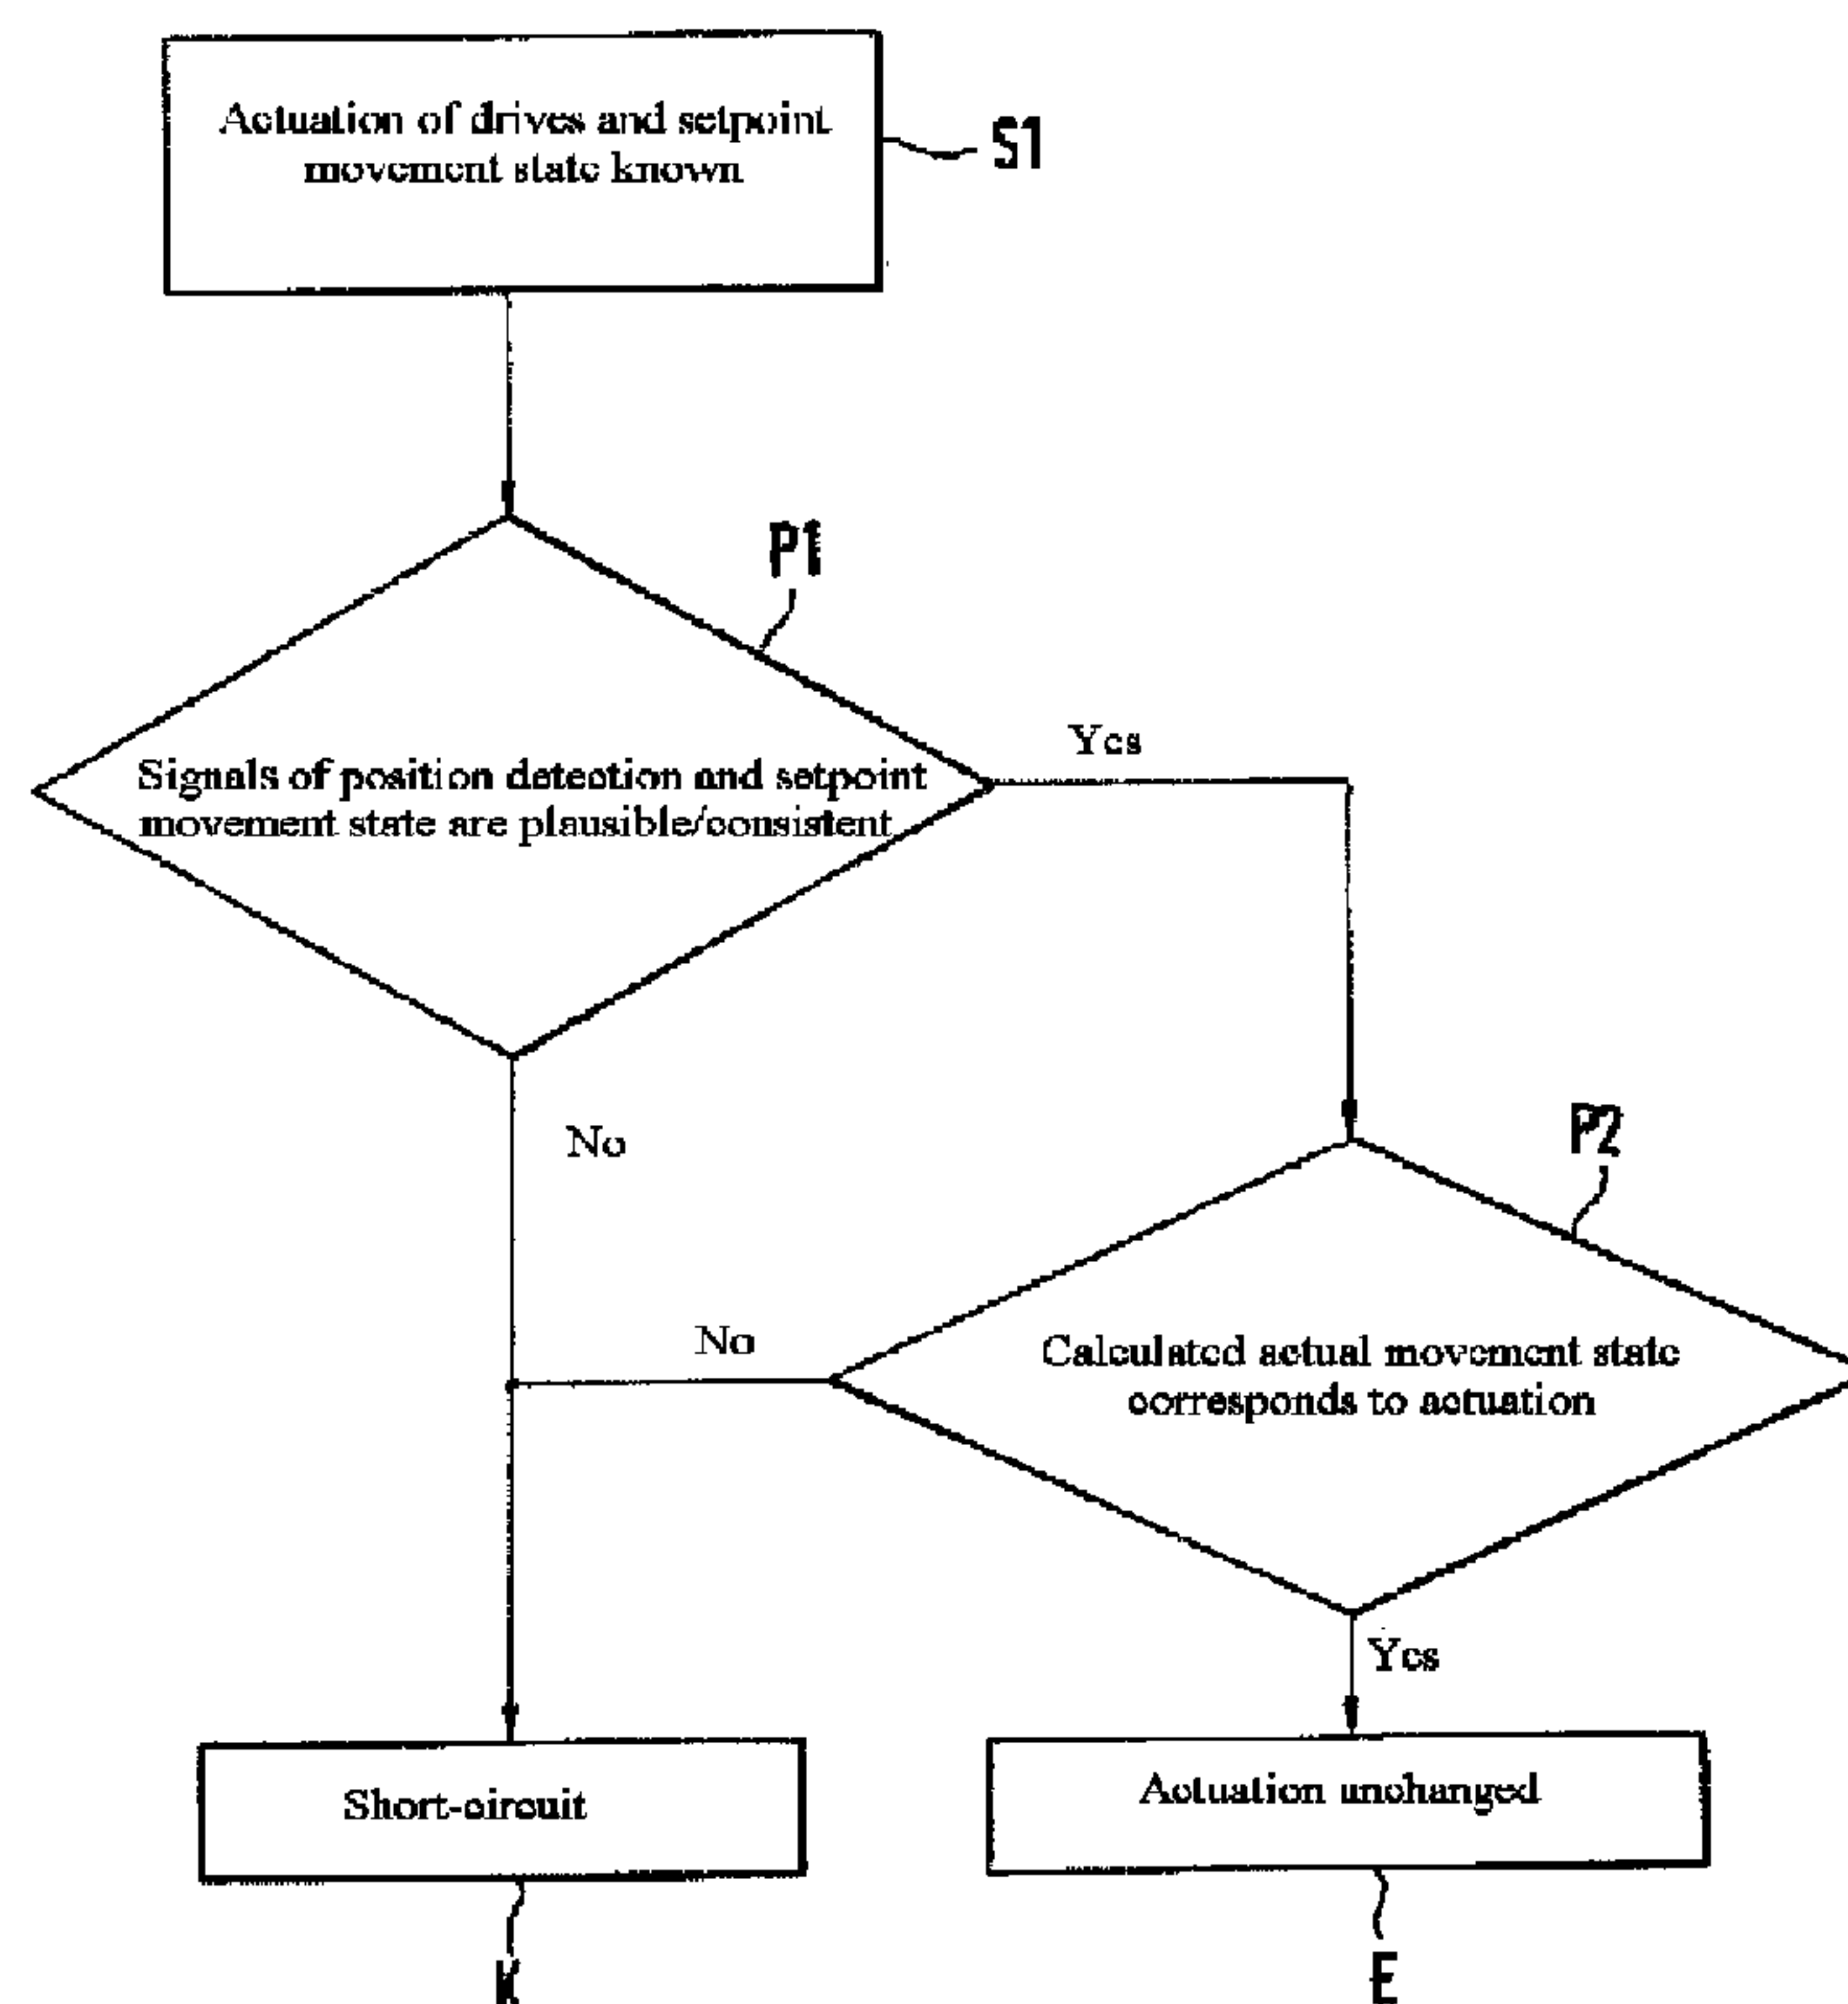 Actuation of drives and setpoint
movement state known
S1
P1
Signals of position detection and setpoint
movement state are plausible/consistent
Yes
No
P2
Calculated actual movement state
corresponds to actuation
No
Yes
Short-circuit
Actuation unchanged
K
E